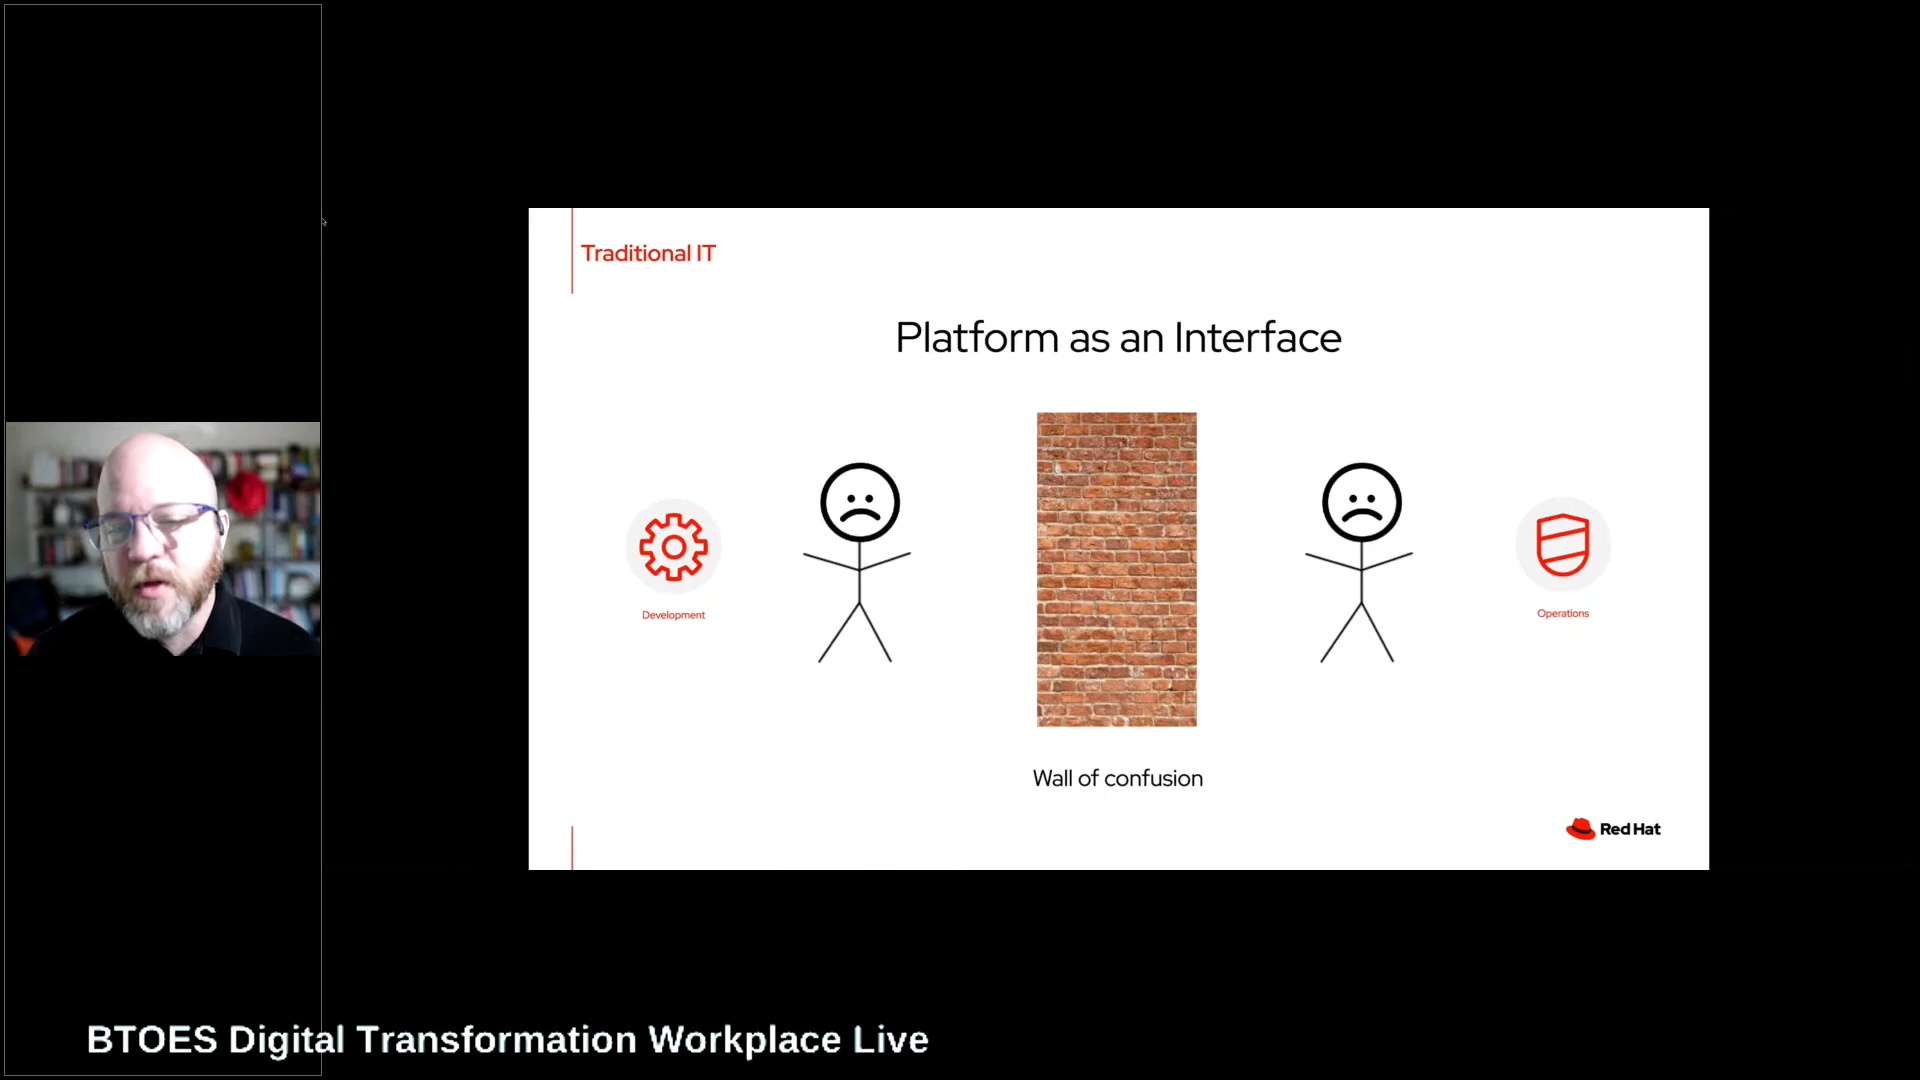 Traditional IT
Platform as an Interface
Development
Operations
Wall of confusion
Red Hat
BTOES Digital Transformation Workplace Live